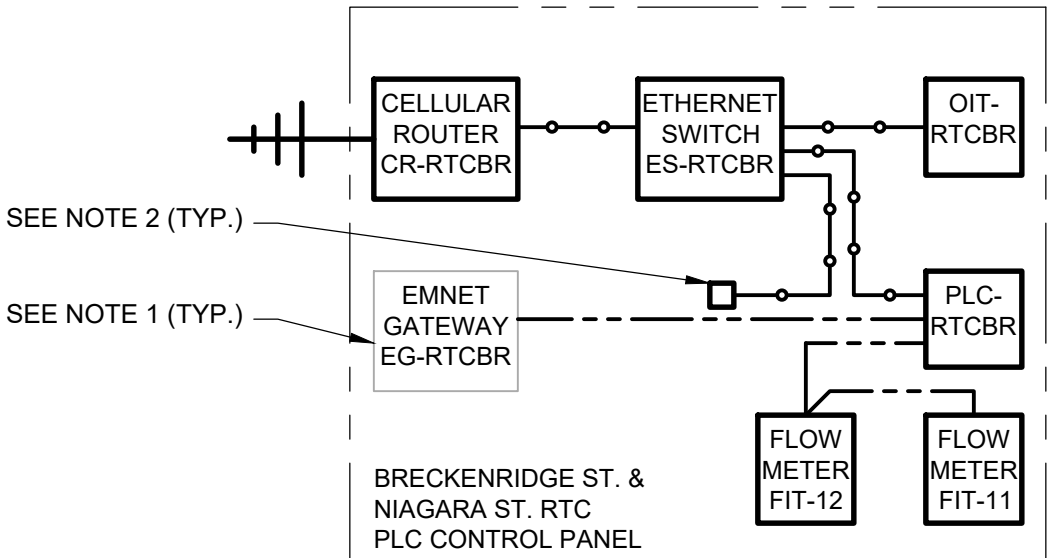 CELLULAR
ROUTER
CR-RTCBR
ETHERNET
SWITCH
ES-RTCBR
OIT-
RTCBR
SEE NOTE 2 (TYP.)
SEE NOTE 1 (TYP.)
EMNET
GATEWAY
EG-RTCBR
PLC-
RTCBR
FLOW
METER
FIT-12
FLOW
METER
FIT-11
BRECKENRIDGE ST. &
NIAGARA ST. RTC
PLC CONTROL PANEL